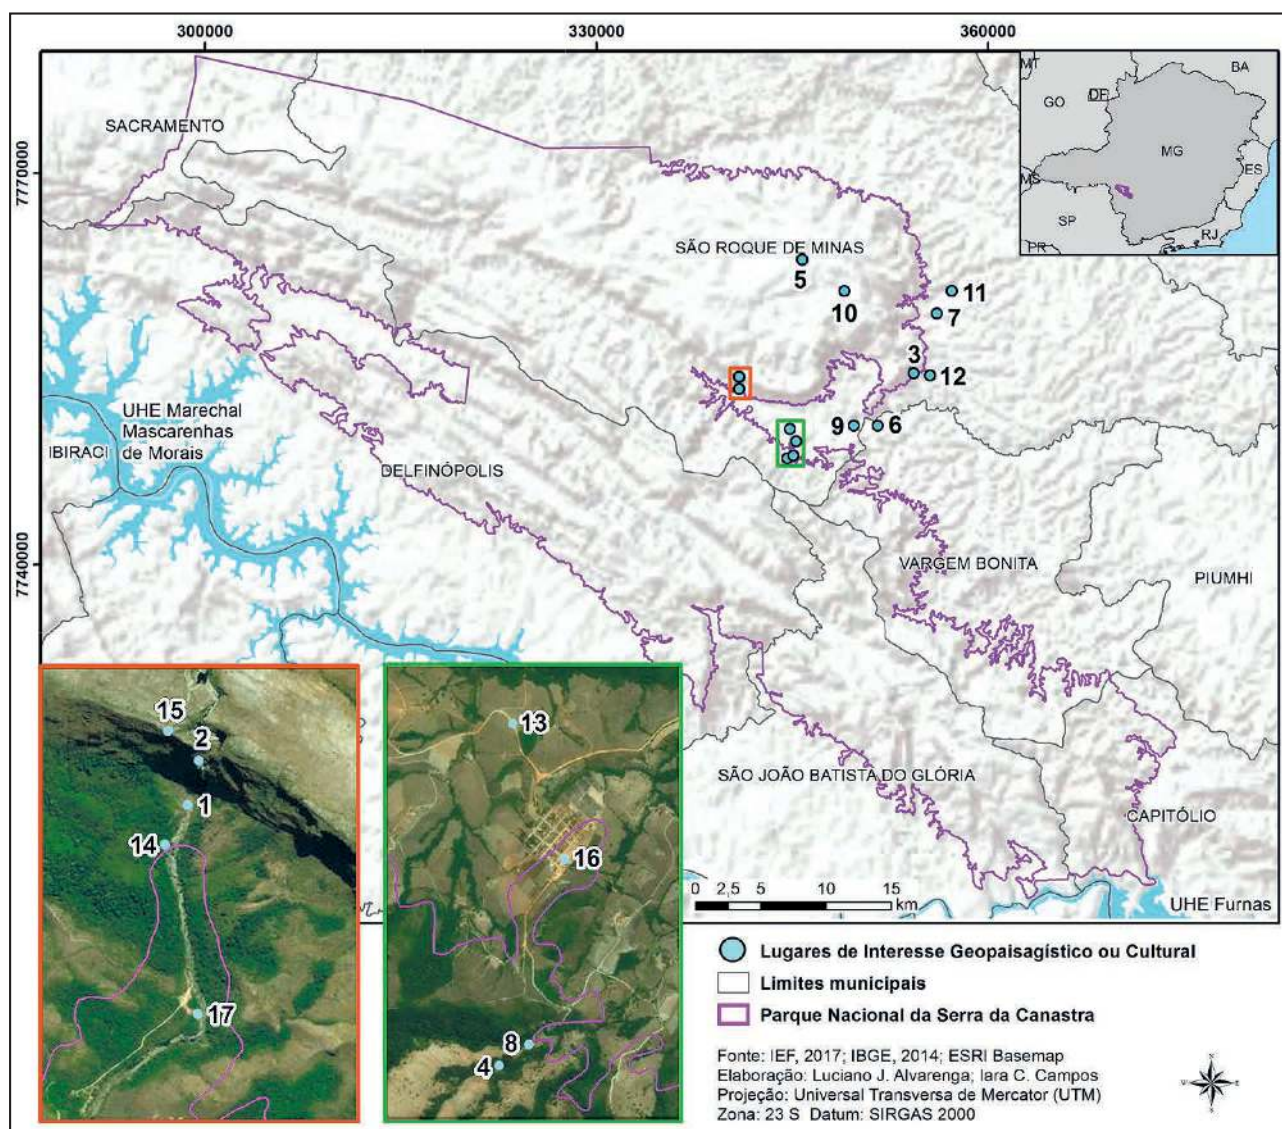 300000
330000
360000
7770000
7740000
MT
BA
GO
DF
MG
ES
MS
SP
RJ
PR
SACRAMENTO
SÃO ROQUE DE MINAS
5
10
11
7
3
12
9
6
UHE Marechal
Mascarenhas
de Morais
IBIRACI
DELFINÓPOLIS
VARGEM BONITA
PIUMHI
SÃO JOÃO BATISTA DO GLÓRIA
CAPITÓLIO
UHE Furnas
0 2,5 5 10 15
km
15
2
1
14
17
13
16
8
4
Lugares de Interesse Geopaisagístico ou Cultural
Limites municipais
Parque Nacional da Serra da Canastra
Fonte: IEF, 2017; IBGE, 2014; ESRI Basemap
Elaboração: Luciano J. Alvarenga; Iara C. Campos
Projeção: Universal Transversa de Mercator (UTM)
Zona: 23 S Datum: SIRGAS 2000